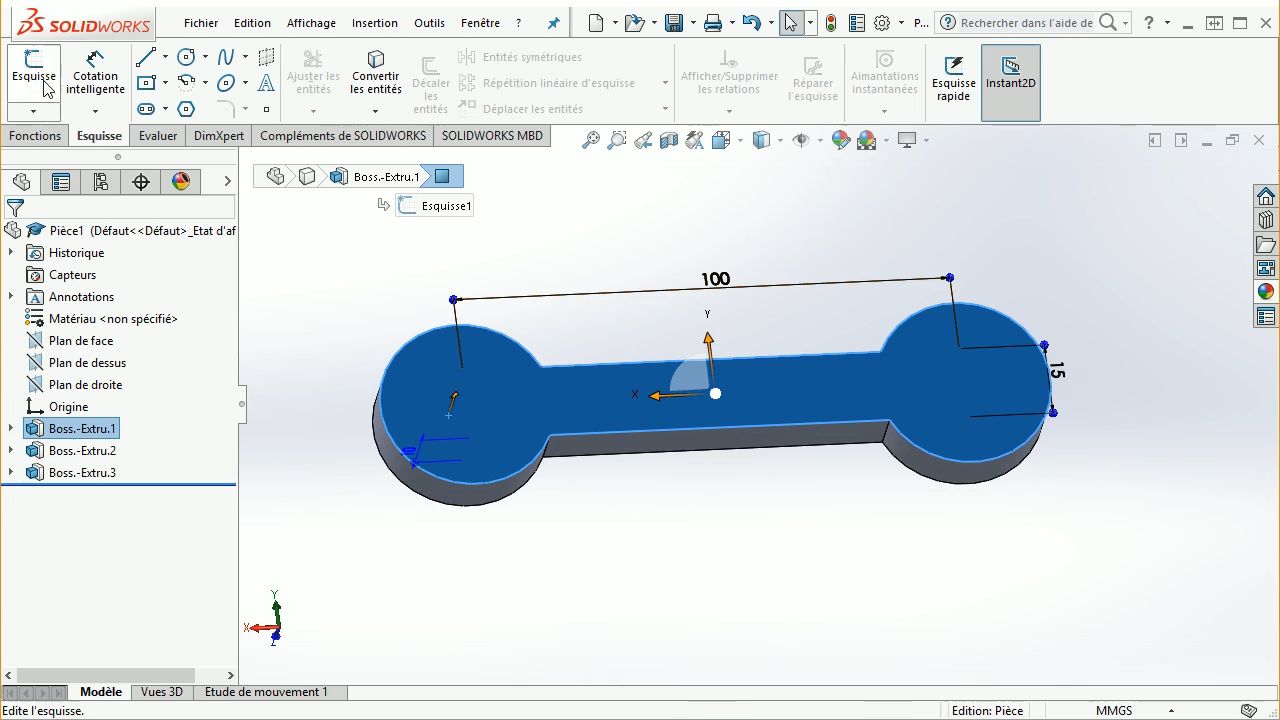 SOLIDWORKS
Fichier Edition Affichage Insertion Outils Fenêtre ?
P...
Rechercher dans l'aide de
?
Esquisse
Cotation intelligente
Ajuster les entités
Convertir les entités
Décaler les entités
Entités symétriques
Répétition linéaire d'esquisse
Déplacer les entités
Afficher/Supprimer les relations
Réparer l'esquisse
Aimantations instantanées
Esquisse rapide
Instant2D
Fonctions Esquisse Evaluer DimXpert Compléments de SOLIDWORKS SOLIDWORKS MBD
Boss.-Extru.1
Esquisse1
Pièce1 (Défaut<<Défaut>_Etat d'af
Historique
Capteurs
Annotations
Matériau <non spécifié>
Plan de face
Plan de dessus
Plan de droite
Origine
Boss.-Extru.1
Boss.-Extru.2
Boss.-Extru.3
100
Y
X
15
Y
X
Z
Modèle Vues 3D Etude de mouvement 1
Edite l'esquisse.
Edition: Pièce
MMGS